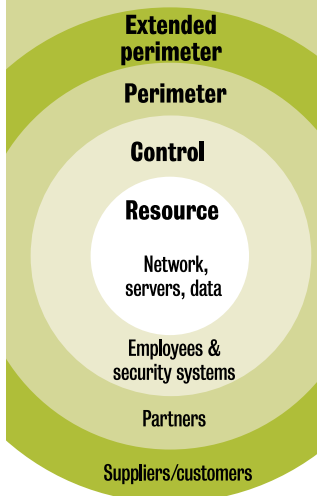 Extended
perimeter
Perimeter
Control
Resource
Network,
servers, data
Employees &
security systems
Partners
Suppliers/customers